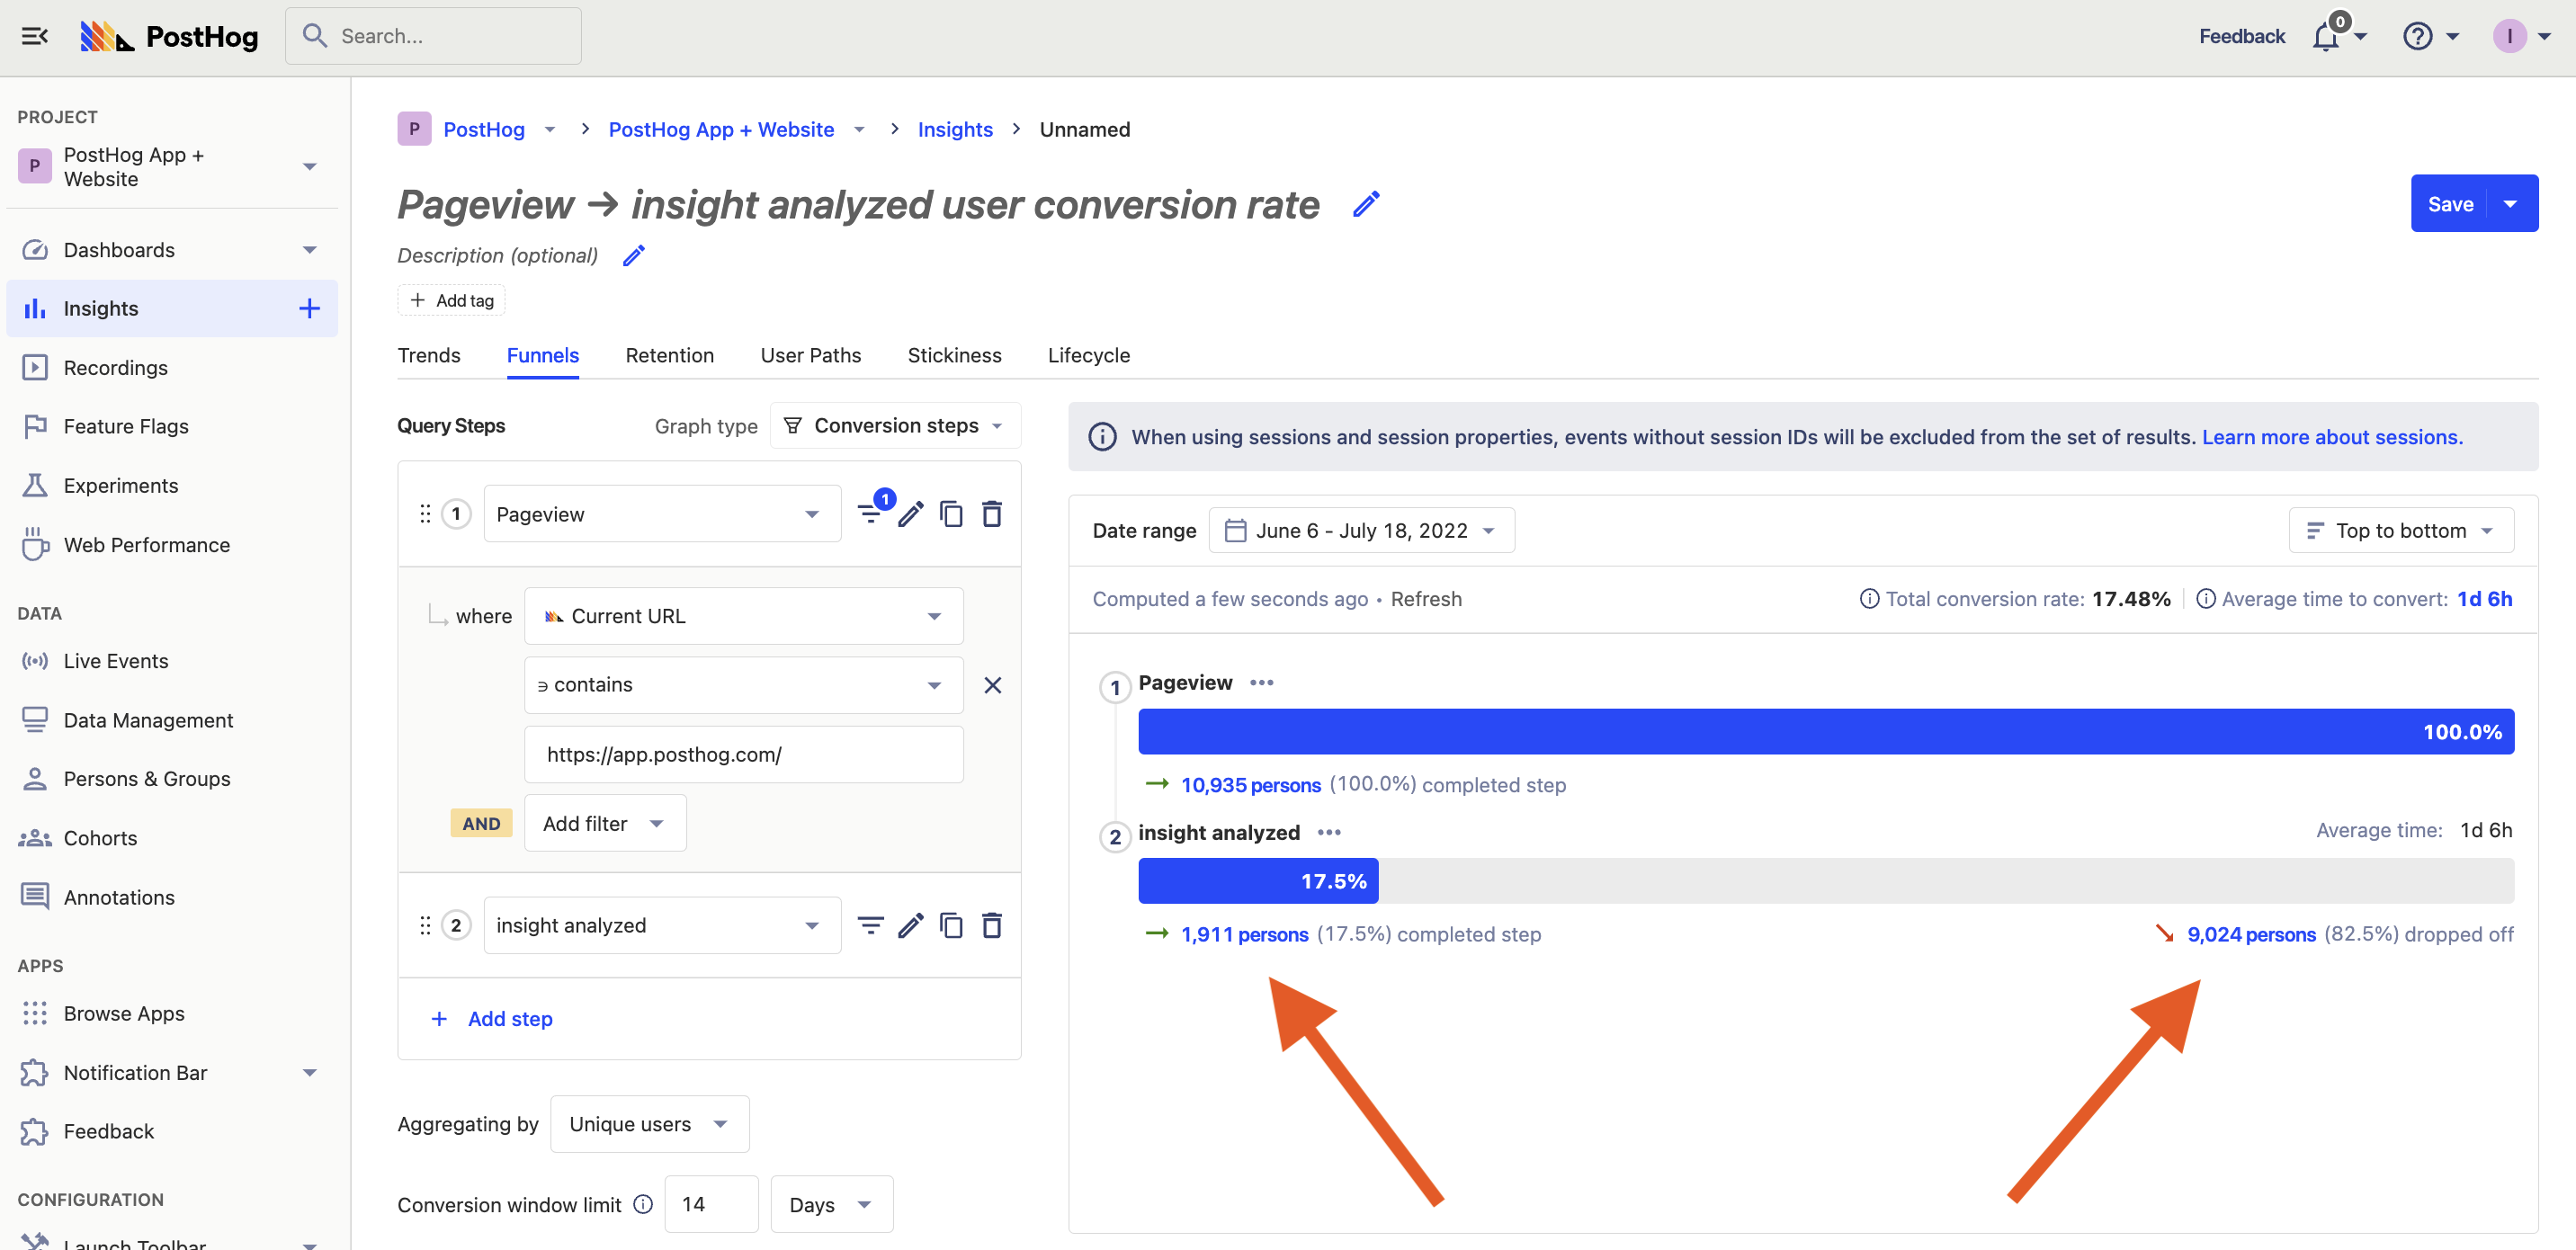 PostHog
Search...
Feedback
0
I
PROJECT
P
PostHog App +
Website
Dashboards
Insights
Recordings
Feature Flags
Experiments
Web Performance
DATA
Live Events
Data Management
Persons & Groups
Cohorts
Annotations
APPS
Browse Apps
Notification Bar
Feedback
CONFIGURATION
Launch Toolbar
P PostHog > PostHog App + Website > Insights > Unnamed
Pageview → insight analyzed user conversion rate
Save
Description (optional)
+ Add tag
Trends Funnels Retention User Paths Stickiness Lifecycle
Query Steps Graph type Conversion steps
1 Pageview 1
where Current URL
∋ contains
https://app.posthog.com/
AND Add filter
2 insight analyzed
+ Add step
Aggregating by Unique users
Conversion window limit 14 Days
When using sessions and session properties, events without session IDs will be excluded from the set of results. Learn more about sessions.
Date range June 6 - July 18, 2022 Top to bottom
Computed a few seconds ago • Refresh Total conversion rate: 17.48% Average time to convert: 1d 6h
1 Pageview •••
100.0%
→ 10,935 persons (100.0%) completed step
2 insight analyzed ••• Average time: 1d 6h
17.5%
→ 1,911 persons (17.5%) completed step ↘ 9,024 persons (82.5%) dropped off